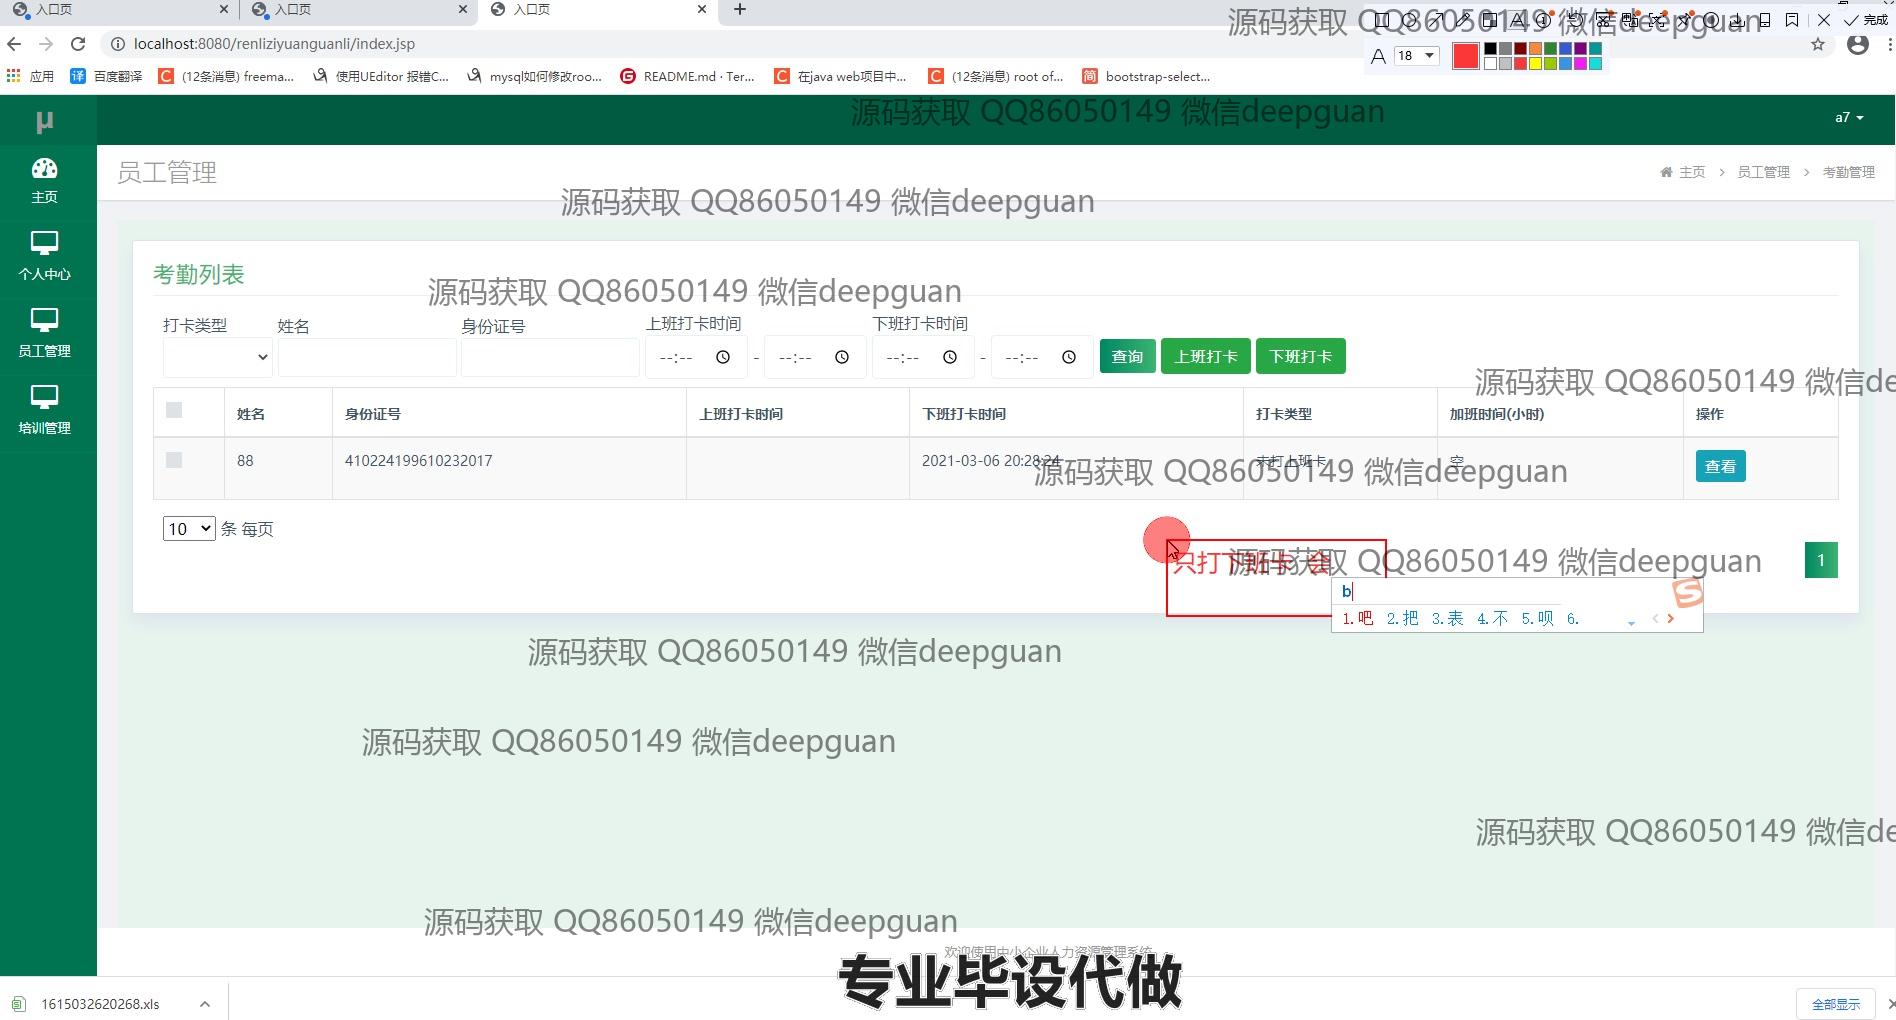 入口页
入口页
入口页
源码获取 QQ86050149 微信deepguan
完成
localhost:8080/renliziyuanguanli/index.jsp
A 18
应用
百度翻译
(12条消息) freema...
使用UEditor 报错C...
mysql如何修改roo...
README.md · Ter...
在java web项目中...
(12条消息) root of...
bootstrap-select...
μ
源码获取 QQ86050149 微信deepguan
a7
主页
个人中心
员工管理
培训管理
员工管理
主页 > 员工管理 > 考勤管理
源码获取 QQ86050149 微信deepguan
考勤列表
源码获取 QQ86050149 微信deepguan
打卡类型 姓名 身份证号 上班打卡时间 下班打卡时间
--:-- - --:-- --:-- - --:-- 查询 上班打卡 下班打卡
源码获取 QQ86050149 微信de
姓名 身份证号 上班打卡时间 下班打卡时间 打卡类型 加班时间(小时) 操作
88 410224199610232017 2021-03-06 20:28:24 未打上班卡 空 查看
源码获取 QQ86050149 微信deepguan
10 条 每页
只打下班卡 会
源码获取 QQ86050149 微信deepguan
1
b
1.吧 2.把 3.表 4.不 5.呗 6.
源码获取 QQ86050149 微信deepguan
源码获取 QQ86050149 微信deepguan
源码获取 QQ86050149 微信de
源码获取 QQ86050149 微信deepguan
欢迎使用中小企业人力资源管理系统
专业毕设代做
1615032620268.xls
全部显示